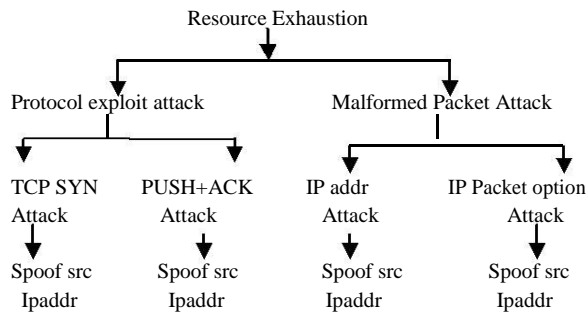 Resource Exhaustion
Protocol exploit attack
Malformed Packet Attack
TCP SYN
Attack
PUSH+ACK
Attack
IP addr
Attack
IP Packet option
Attack
Spoof src
Ipaddr
Spoof src
Ipaddr
Spoof src
Ipaddr
Spoof src
Ipaddr